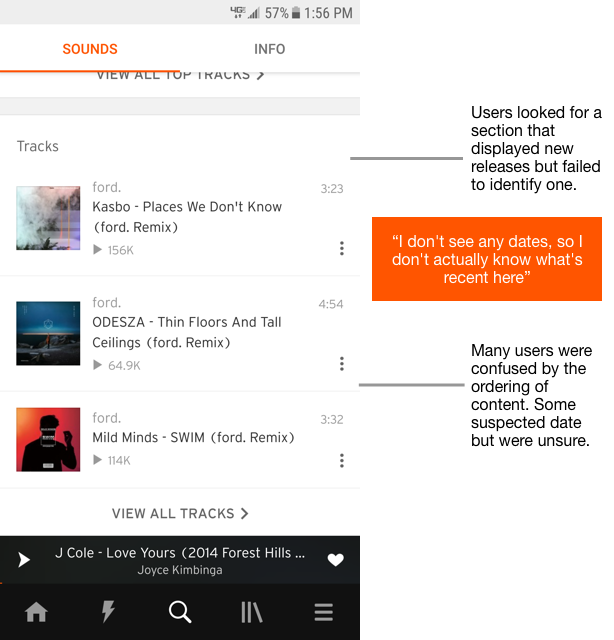 4G 57% 1:56 PM
SOUNDS INFO
VIEW ALL TOP TRACKS
Tracks
ford. 3:23
Kasbo - Places We Don't Know
(ford. Remix)
156K
ford. 4:54
ODESZA - Thin Floors And Tall
Ceilings (ford. Remix)
64.9K
ford. 3:32
Mild Minds - SWIM (ford. Remix)
114K
VIEW ALL TRACKS
J Cole - Love Yours (2014 Forest Hills ...
Joyce Kimbinga
Users looked for a
section that
displayed new
releases but failed
to identify one.
“I don't see any dates, so I
don't actually know what's
recent here”
Many users were
confused by the
ordering of
content. Some
suspected date
but were unsure.